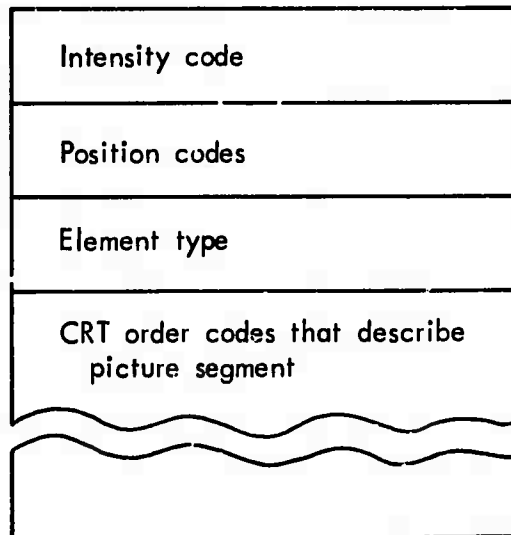 Intensity code
Position codes
Element type
CRT order codes that describe
picture segment